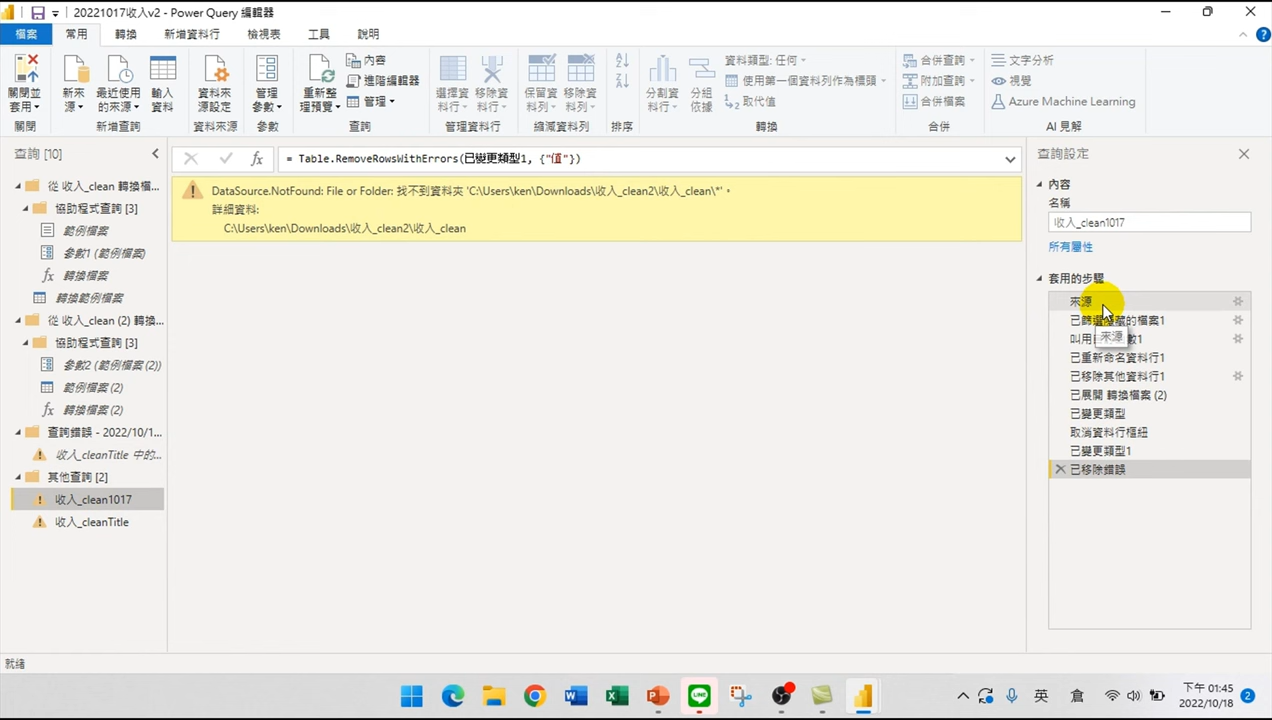 20221017收入v2 - Power Query 編輯器
檔案 常用 轉換 新增資料行 檢視表 工具 說明
關閉並套用 新來源 最近使用的來源 輸入資料 資料來源設定 管理參數 重新整理預覽 內容 進階編輯器 管理 選擇資料行 移除資料行 保留資料列 移除資料列 分割資料行 分組依據 資料類型: 任何 使用第一個資料列作為標頭 取代值 合併查詢 附加查詢 合併檔案 文字分析 視覺 Azure Machine Learning
關閉 新增查詢 資料來源 參數 查詢 管理資料行 縮減資料列 排序 轉換 合併 AI 見解
查詢 [10]
= Table.RemoveRowsWithErrors(已變更類型1, {"值"})
DataSource.NotFound: File or Folder: 找不到資料夾 'C:\Users\ken\Downloads\收入_clean2\收入_clean\*'。
詳細資料:
C:\Users\ken\Downloads\收入_clean2\收入_clean
從 收入_clean 轉換檔...
協助程式查詢 [3]
範例檔案
參數1 (範例檔案)
轉換檔案
轉換範例檔案
從 收入_clean (2) 轉換...
協助程式查詢 [3]
參數2 (範例檔案 (2))
範例檔案 (2)
轉換檔案 (2)
查詢錯誤 - 2022/10/1...
收入_cleanTitle 中的...
其他查詢 [2]
收入_clean1017
收入_cleanTitle
查詢設定
內容
名稱
收入_clean1017
所有屬性
套用的步驟
來源
已篩選 的檔案1
來源
叫用 數1
已重新命名資料行1
已移除其他資料行1
已展開 轉換檔案 (2)
已變更類型
取消資料行樞紐
已變更類型1
已移除錯誤
就緒
英 倉 下午 01:45
2022/10/18 2